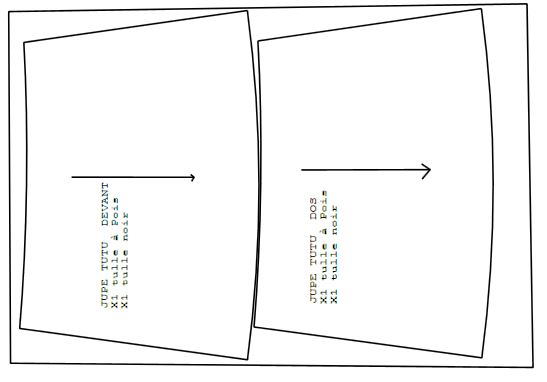 JUPE TUTU DEVANT
X1 tulle à Pois
X1 tulle noir
JUPE TUTU DOS
X1 tulle à Pois
X1 tulle noir